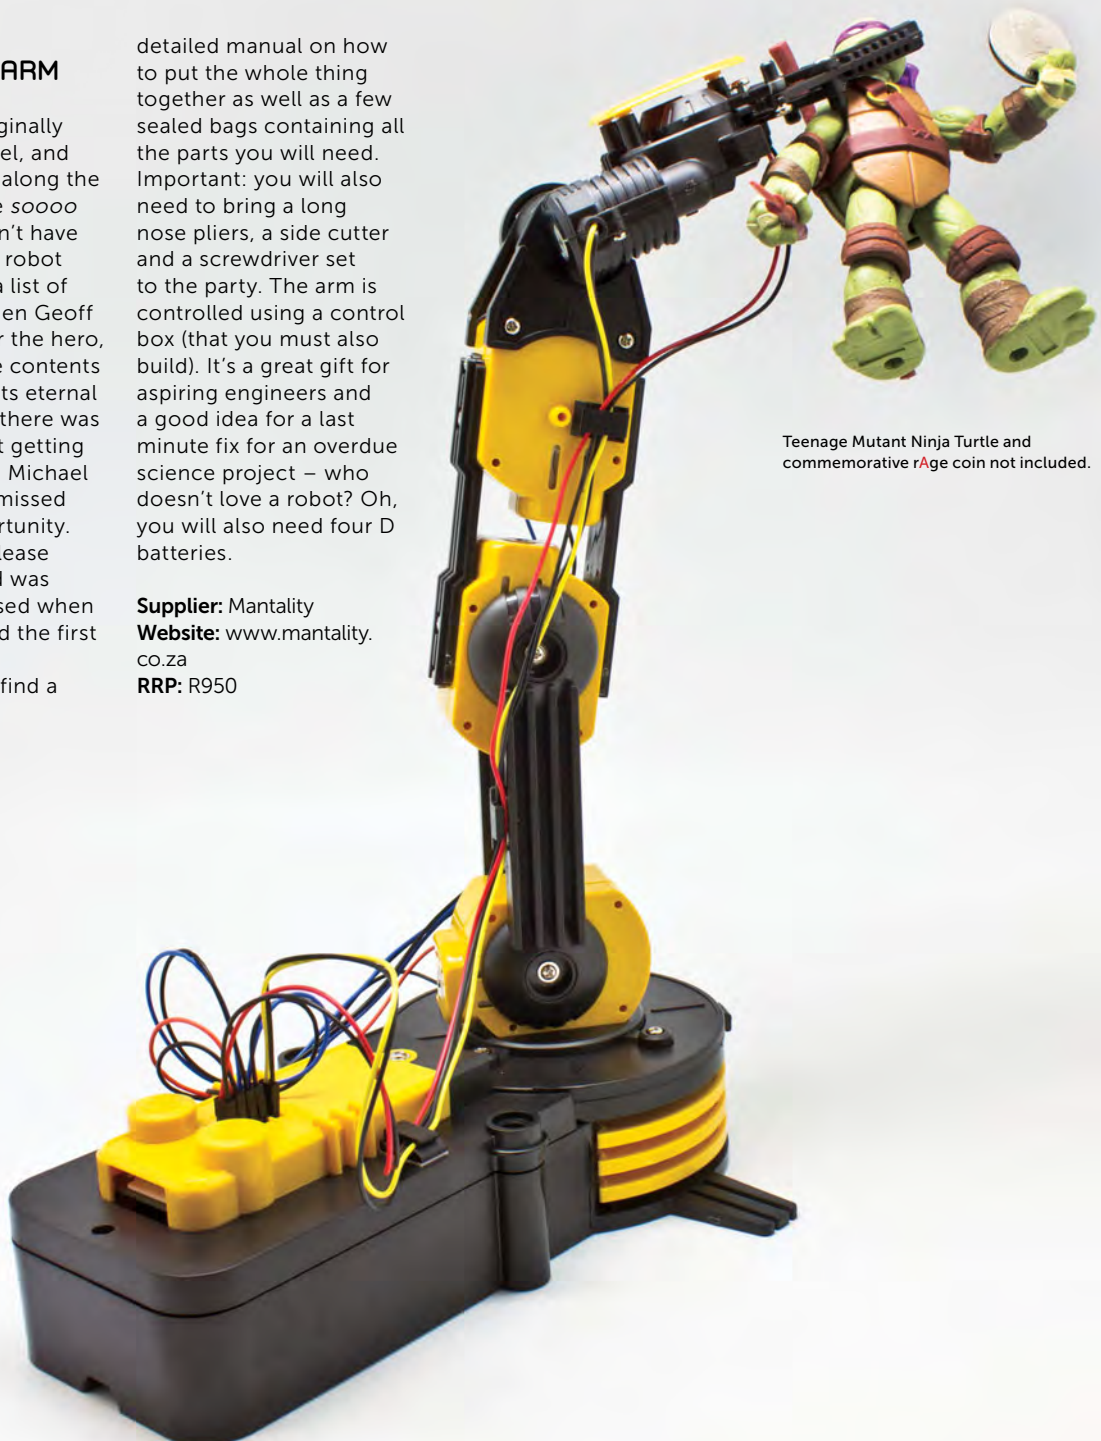 ARM
ginally
el, and
along the
e soooo
n't have
robot
a list of
en Geoff
r the hero,
e contents
ts eternal
there was
t getting
Michael
missed
rtunity.
lease
d was
sed when
d the first
find a
detailed manual on how
to put the whole thing
together as well as a few
sealed bags containing all
the parts you will need.
Important: you will also
need to bring a long
nose pliers, a side cutter
and a screwdriver set
to the party. The arm is
controlled using a control
box (that you must also
build). It's a great gift for
aspiring engineers and
a good idea for a last
minute fix for an overdue
science project – who
doesn't love a robot? Oh,
you will also need four D
batteries.
Supplier: Mantality
Website: www.mantality.
co.za
RRP: R950
Teenage Mutant Ninja Turtle and
commemorative rAge coin not included.